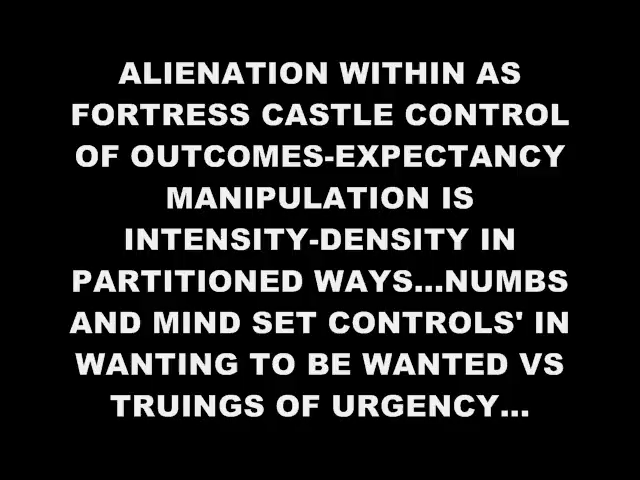 ALIENATION WITHIN AS
FORTRESS CASTLE CONTROL
OF OUTCOMES-EXPECTANCY
MANIPULATION IS
INTENSITY-DENSITY IN
PARTITIONED WAYS...NUMBS
AND MIND SET CONTROLS' IN
WANTING TO BE WANTED VS
TRUINGS OF URGENCY...